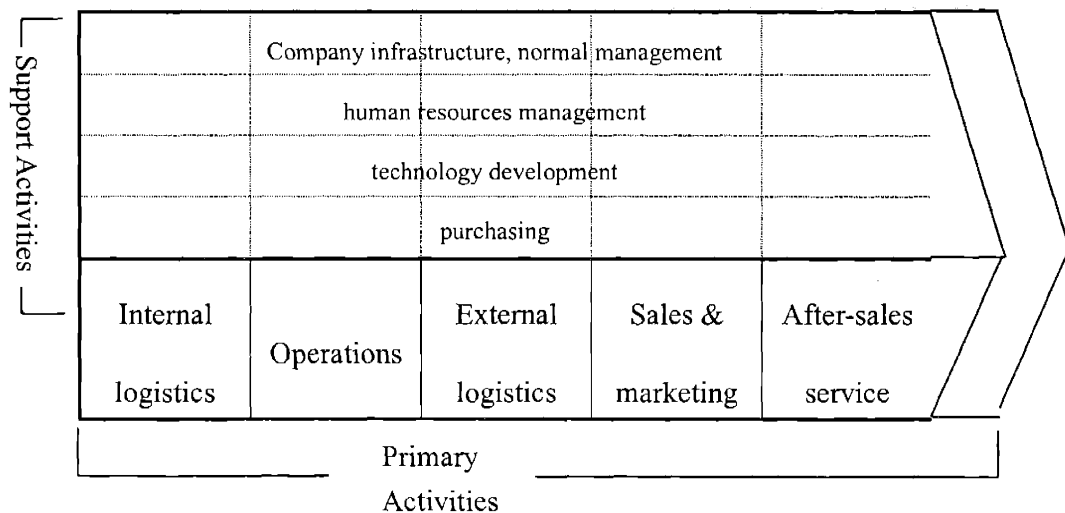 Support Activities
Company infrastructure, normal management
human resources management
technology development
purchasing
Internal
logistics
Operations
External
logistics
Sales &
marketing
After-sales
service
Primary
Activities